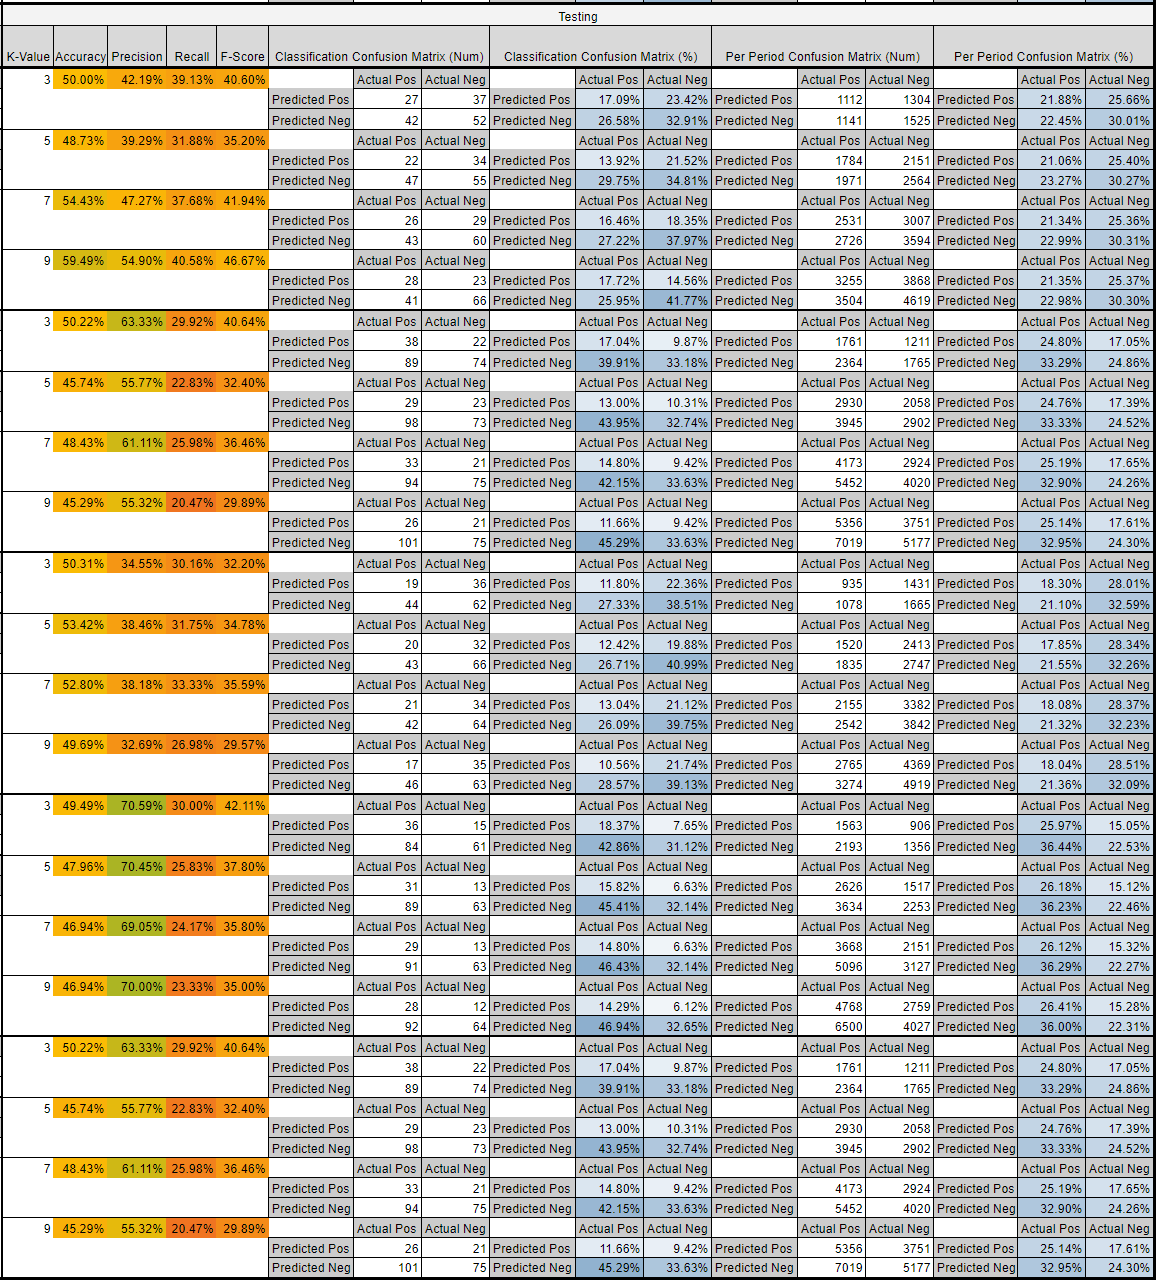 Testing
K-Value Accuracy Precision Recall F-Score Classification Confusion Matrix (Num) Classification Confusion Matrix (%) Per Period Confusion Matrix (Num) Per Period Confusion Matrix (%)
3 50.00% 42.19% 39.13% 40.60% Actual Pos Actual Neg Actual Pos Actual Neg Actual Pos Actual Neg Actual Pos Actual Neg
Predicted Pos 27 37 Predicted Pos 17.09% 23.42% Predicted Pos 1112 1304 Predicted Pos 21.88% 25.66%
Predicted Neg 42 52 Predicted Neg 26.58% 32.91% Predicted Neg 1141 1525 Predicted Neg 22.45% 30.01%
5 48.73% 39.29% 31.88% 35.20% Actual Pos Actual Neg Actual Pos Actual Neg Actual Pos Actual Neg Actual Pos Actual Neg
Predicted Pos 22 34 Predicted Pos 13.92% 21.52% Predicted Pos 1784 2151 Predicted Pos 21.06% 25.40%
Predicted Neg 47 55 Predicted Neg 29.75% 34.81% Predicted Neg 1971 2564 Predicted Neg 23.27% 30.27%
7 54.43% 47.27% 37.68% 41.94% Actual Pos Actual Neg Actual Pos Actual Neg Actual Pos Actual Neg Actual Pos Actual Neg
Predicted Pos 26 29 Predicted Pos 16.46% 18.35% Predicted Pos 2531 3007 Predicted Pos 21.34% 25.36%
Predicted Neg 43 60 Predicted Neg 27.22% 37.97% Predicted Neg 2726 3594 Predicted Neg 22.99% 30.31%
9 59.49% 54.90% 40.58% 46.67% Actual Pos Actual Neg Actual Pos Actual Neg Actual Pos Actual Neg Actual Pos Actual Neg
Predicted Pos 28 23 Predicted Pos 17.72% 14.56% Predicted Pos 3255 3868 Predicted Pos 21.35% 25.37%
Predicted Neg 41 66 Predicted Neg 25.95% 41.77% Predicted Neg 3504 4619 Predicted Neg 22.98% 30.30%
3 50.22% 63.33% 29.92% 40.64% Actual Pos Actual Neg Actual Pos Actual Neg Actual Pos Actual Neg Actual Pos Actual Neg
Predicted Pos 38 22 Predicted Pos 17.04% 9.87% Predicted Pos 1761 1211 Predicted Pos 24.80% 17.05%
Predicted Neg 89 74 Predicted Neg 39.91% 33.18% Predicted Neg 2364 1765 Predicted Neg 33.29% 24.86%
5 45.74% 55.77% 22.83% 32.40% Actual Pos Actual Neg Actual Pos Actual Neg Actual Pos Actual Neg Actual Pos Actual Neg
Predicted Pos 29 23 Predicted Pos 13.00% 10.31% Predicted Pos 2930 2058 Predicted Pos 24.76% 17.39%
Predicted Neg 98 73 Predicted Neg 43.95% 32.74% Predicted Neg 3945 2902 Predicted Neg 33.33% 24.52%
7 48.43% 61.11% 25.98% 36.46% Actual Pos Actual Neg Actual Pos Actual Neg Actual Pos Actual Neg Actual Pos Actual Neg
Predicted Pos 33 21 Predicted Pos 14.80% 9.42% Predicted Pos 4173 2924 Predicted Pos 25.19% 17.65%
Predicted Neg 94 75 Predicted Neg 42.15% 33.63% Predicted Neg 5452 4020 Predicted Neg 32.90% 24.26%
9 45.29% 55.32% 20.47% 29.89% Actual Pos Actual Neg Actual Pos Actual Neg Actual Pos Actual Neg Actual Pos Actual Neg
Predicted Pos 26 21 Predicted Pos 11.66% 9.42% Predicted Pos 5356 3751 Predicted Pos 25.14% 17.61%
Predicted Neg 101 75 Predicted Neg 45.29% 33.63% Predicted Neg 7019 5177 Predicted Neg 32.95% 24.30%
3 50.31% 34.55% 30.16% 32.20% Actual Pos Actual Neg Actual Pos Actual Neg Actual Pos Actual Neg Actual Pos Actual Neg
Predicted Pos 19 36 Predicted Pos 11.80% 22.36% Predicted Pos 935 1431 Predicted Pos 18.30% 28.01%
Predicted Neg 44 62 Predicted Neg 27.33% 38.51% Predicted Neg 1078 1665 Predicted Neg 21.10% 32.59%
5 53.42% 38.46% 31.75% 34.78% Actual Pos Actual Neg Actual Pos Actual Neg Actual Pos Actual Neg Actual Pos Actual Neg
Predicted Pos 20 32 Predicted Pos 12.42% 19.88% Predicted Pos 1520 2413 Predicted Pos 17.85% 28.34%
Predicted Neg 43 66 Predicted Neg 26.71% 40.99% Predicted Neg 1835 2747 Predicted Neg 21.55% 32.26%
7 52.80% 38.18% 33.33% 35.59% Actual Pos Actual Neg Actual Pos Actual Neg Actual Pos Actual Neg Actual Pos Actual Neg
Predicted Pos 21 34 Predicted Pos 13.04% 21.12% Predicted Pos 2155 3382 Predicted Pos 18.08% 28.37%
Predicted Neg 42 64 Predicted Neg 26.09% 39.75% Predicted Neg 2542 3842 Predicted Neg 21.32% 32.23%
9 49.69% 32.69% 26.98% 29.57% Actual Pos Actual Neg Actual Pos Actual Neg Actual Pos Actual Neg Actual Pos Actual Neg
Predicted Pos 17 35 Predicted Pos 10.56% 21.74% Predicted Pos 2765 4369 Predicted Pos 18.04% 28.51%
Predicted Neg 46 63 Predicted Neg 28.57% 39.13% Predicted Neg 3274 4919 Predicted Neg 21.36% 32.09%
3 49.49% 70.59% 30.00% 42.11% Actual Pos Actual Neg Actual Pos Actual Neg Actual Pos Actual Neg Actual Pos Actual Neg
Predicted Pos 36 15 Predicted Pos 18.37% 7.65% Predicted Pos 1563 906 Predicted Pos 25.97% 15.05%
Predicted Neg 84 61 Predicted Neg 42.86% 31.12% Predicted Neg 2193 1356 Predicted Neg 36.44% 22.53%
5 47.96% 70.45% 25.83% 37.80% Actual Pos Actual Neg Actual Pos Actual Neg Actual Pos Actual Neg Actual Pos Actual Neg
Predicted Pos 31 13 Predicted Pos 15.82% 6.63% Predicted Pos 2626 1517 Predicted Pos 26.18% 15.12%
Predicted Neg 89 63 Predicted Neg 45.41% 32.14% Predicted Neg 3634 2253 Predicted Neg 36.23% 22.46%
7 46.94% 69.05% 24.17% 35.80% Actual Pos Actual Neg Actual Pos Actual Neg Actual Pos Actual Neg Actual Pos Actual Neg
Predicted Pos 29 13 Predicted Pos 14.80% 6.63% Predicted Pos 3668 2151 Predicted Pos 26.12% 15.32%
Predicted Neg 91 63 Predicted Neg 46.43% 32.14% Predicted Neg 5096 3127 Predicted Neg 36.29% 22.27%
9 46.94% 70.00% 23.33% 35.00% Actual Pos Actual Neg Actual Pos Actual Neg Actual Pos Actual Neg Actual Pos Actual Neg
Predicted Pos 28 12 Predicted Pos 14.29% 6.12% Predicted Pos 4768 2759 Predicted Pos 26.41% 15.28%
Predicted Neg 92 64 Predicted Neg 46.94% 32.65% Predicted Neg 6500 4027 Predicted Neg 36.00% 22.31%
3 50.22% 63.33% 29.92% 40.64% Actual Pos Actual Neg Actual Pos Actual Neg Actual Pos Actual Neg Actual Pos Actual Neg
Predicted Pos 38 22 Predicted Pos 17.04% 9.87% Predicted Pos 1761 1211 Predicted Pos 24.80% 17.05%
Predicted Neg 89 74 Predicted Neg 39.91% 33.18% Predicted Neg 2364 1765 Predicted Neg 33.29% 24.86%
5 45.74% 55.77% 22.83% 32.40% Actual Pos Actual Neg Actual Pos Actual Neg Actual Pos Actual Neg Actual Pos Actual Neg
Predicted Pos 29 23 Predicted Pos 13.00% 10.31% Predicted Pos 2930 2058 Predicted Pos 24.76% 17.39%
Predicted Neg 98 73 Predicted Neg 43.95% 32.74% Predicted Neg 3945 2902 Predicted Neg 33.33% 24.52%
7 48.43% 61.11% 25.98% 36.46% Actual Pos Actual Neg Actual Pos Actual Neg Actual Pos Actual Neg Actual Pos Actual Neg
Predicted Pos 33 21 Predicted Pos 14.80% 9.42% Predicted Pos 4173 2924 Predicted Pos 25.19% 17.65%
Predicted Neg 94 75 Predicted Neg 42.15% 33.63% Predicted Neg 5452 4020 Predicted Neg 32.90% 24.26%
9 45.29% 55.32% 20.47% 29.89% Actual Pos Actual Neg Actual Pos Actual Neg Actual Pos Actual Neg Actual Pos Actual Neg
Predicted Pos 26 21 Predicted Pos 11.66% 9.42% Predicted Pos 5356 3751 Predicted Pos 25.14% 17.61%
Predicted Neg 101 75 Predicted Neg 45.29% 33.63% Predicted Neg 7019 5177 Predicted Neg 32.95% 24.30%